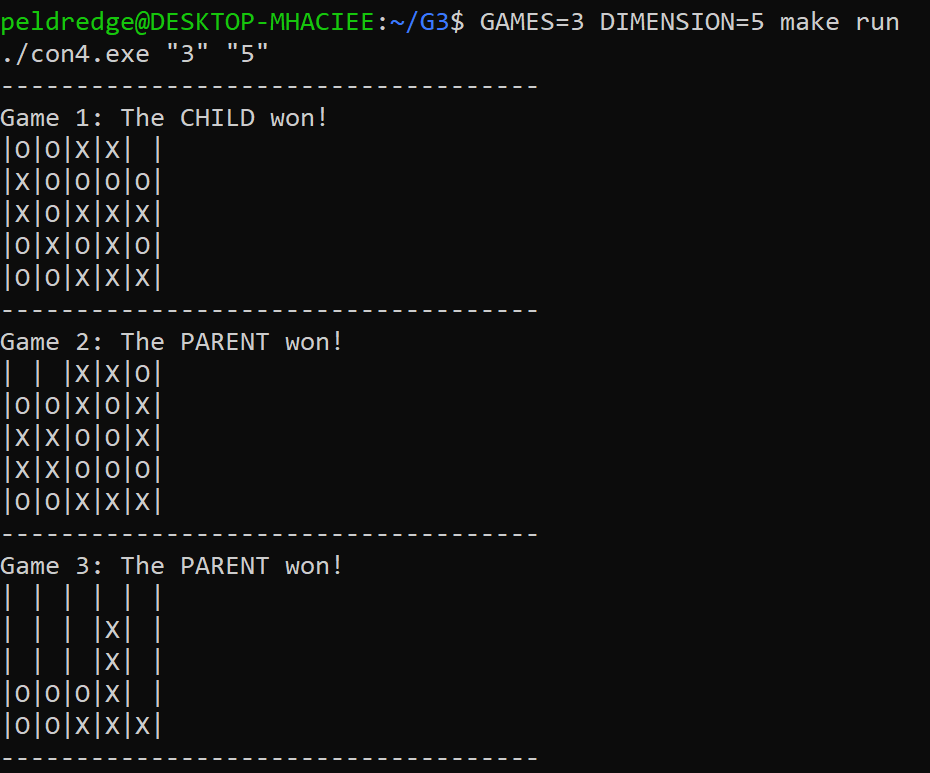 peldredge@DESKTOP-MHACIEE:~/G3$ GAMES=3 DIMENSION=5 make run
./con4.exe "3" "5"
------------------------------------
Game 1: The CHILD won!
|O|O|X|X| |
|X|O|O|O|O|
|X|O|X|X|X|
|O|X|O|X|O|
|O|O|X|X|X|
------------------------------------
Game 2: The PARENT won!
| | |X|X|O|
|O|O|X|O|X|
|X|X|O|O|X|
|X|X|O|O|O|
|O|O|X|X|X|
------------------------------------
Game 3: The PARENT won!
| | | | | |
| | | |X| |
| | | |X| |
|O|O|O|X| |
|O|O|X|X|X|
------------------------------------